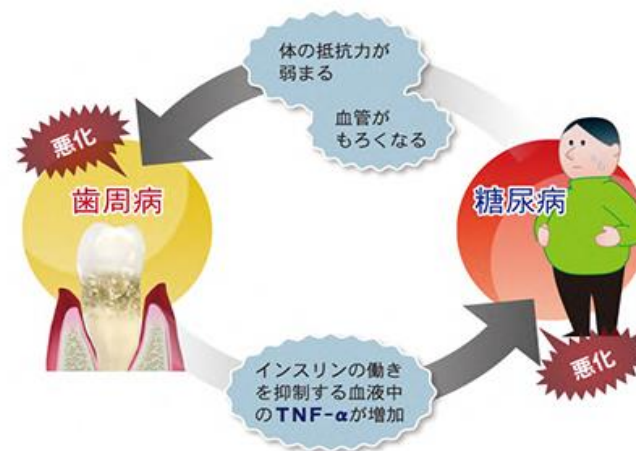 体の抵抗力が
弱まる
血管が
もろくなる
悪化
歯周病
糖尿病
インスリンの働き
を抑制する血液中
のTNF-αが増加
悪化